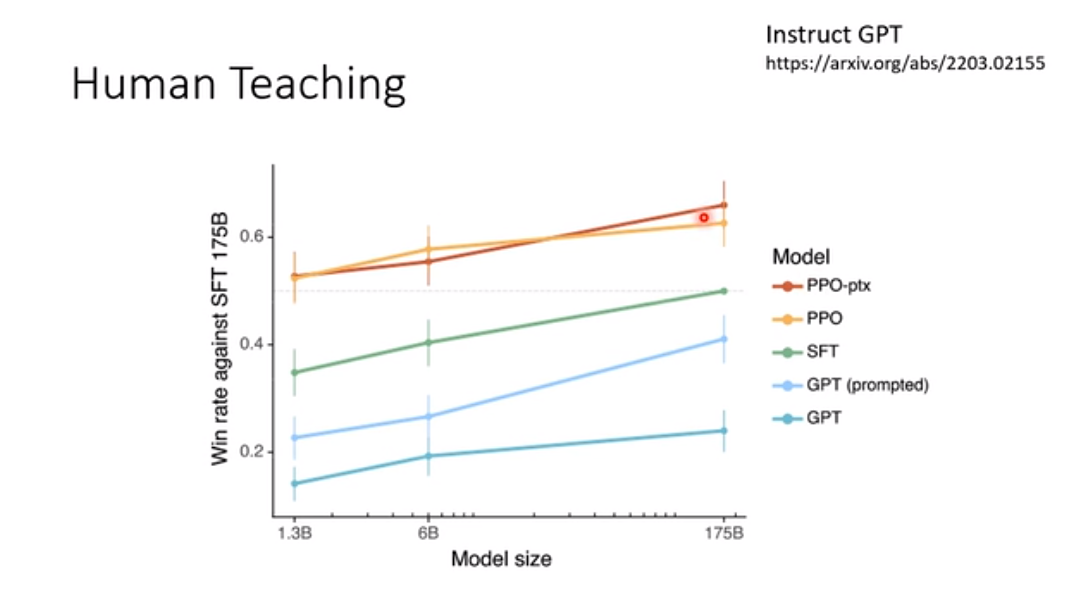 Instruct GPT
https://arxiv.org/abs/2203.02155
Human Teaching
Win rate against SFT 175B
0.6
0.4
0.2
1.3B
6B
175B
Model size
Model
PPO-ptx
PPO
SFT
GPT (prompted)
GPT